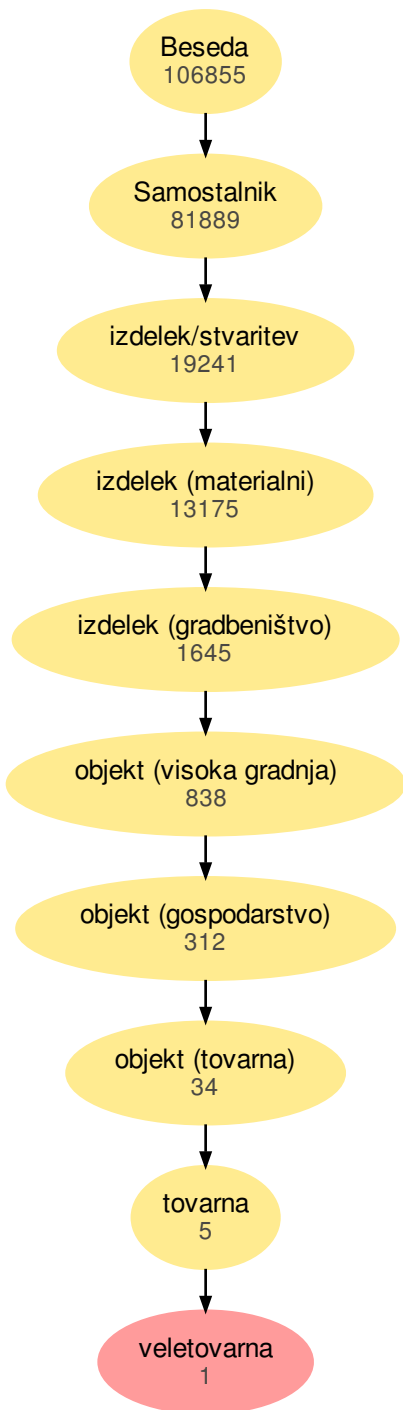 Beseda
106855
Samostalnik
81889
izdelek/stvaritev
19241
izdelek (materialni)
13175
izdelek (gradbeništvo)
1645
objekt (visoka gradnja)
838
objekt (gospodarstvo)
312
objekt (tovarna)
34
tovarna
5
veletovarna
1